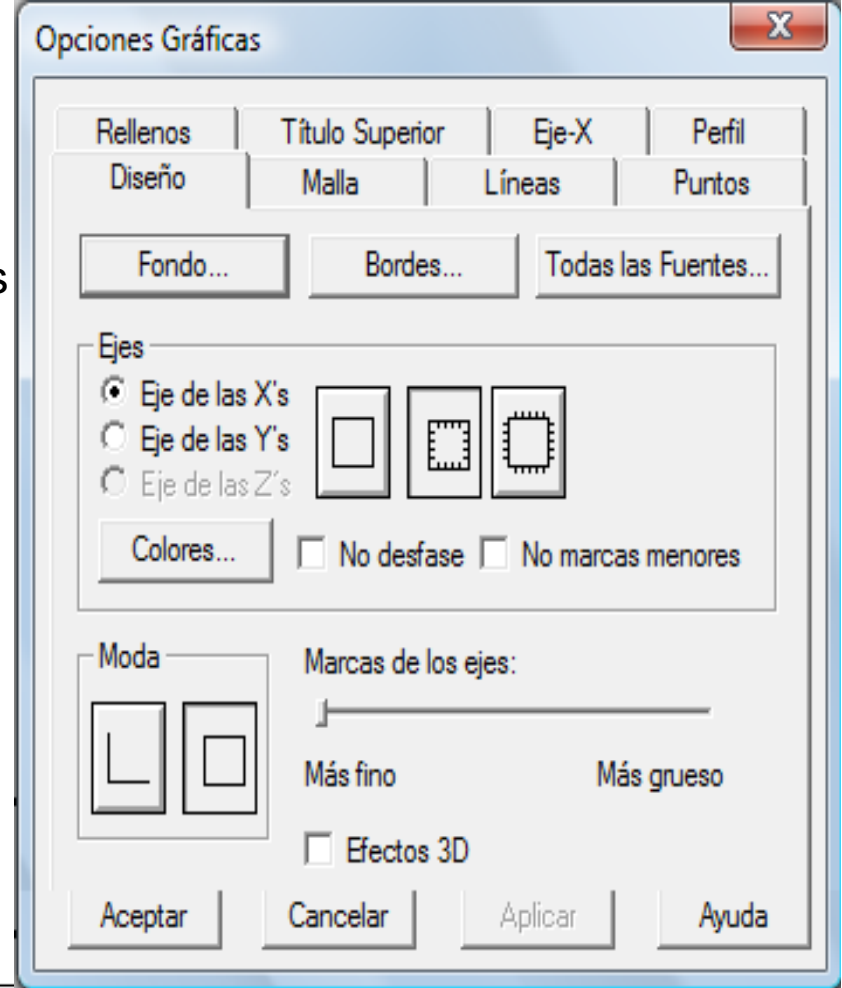 Opciones Gráficas
Rellenos Título Superior Eje-X Perfil
Diseño Malla Líneas Puntos
s
Fondo... Bordes... Todas las Fuentes...
Ejes
Eje de las X's
Eje de las Y's
Eje de las Z´s
Colores... No desfase No marcas menores
Moda Marcas de los ejes:
Más fino Más grueso
Efectos 3D
Aceptar Cancelar Aplicar Ayuda